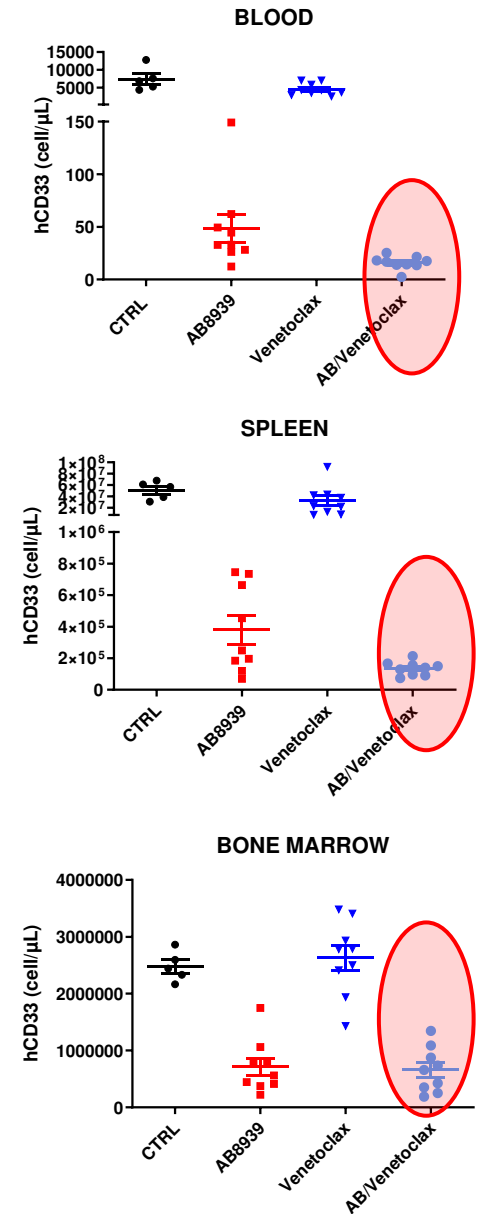 BLOOD
hCD33 (cell/µL)
15000
10000
5000
150
100
50
0
CTRL
AB8939
Venetoclax
AB/Venetoclax
SPLEEN
hCD33 (cell/µL)
1×10⁸
8×10⁷
6×10⁷
4×10⁷
2×10⁷
1×10⁶
8×10⁵
6×10⁵
4×10⁵
2×10⁵
0
CTRL
AB8939
Venetoclax
AB/Venetoclax
BONE MARROW
hCD33 (cell/µL)
4000000
3000000
2000000
1000000
0
CTRL
AB8939
Venetoclax
AB/Venetoclax